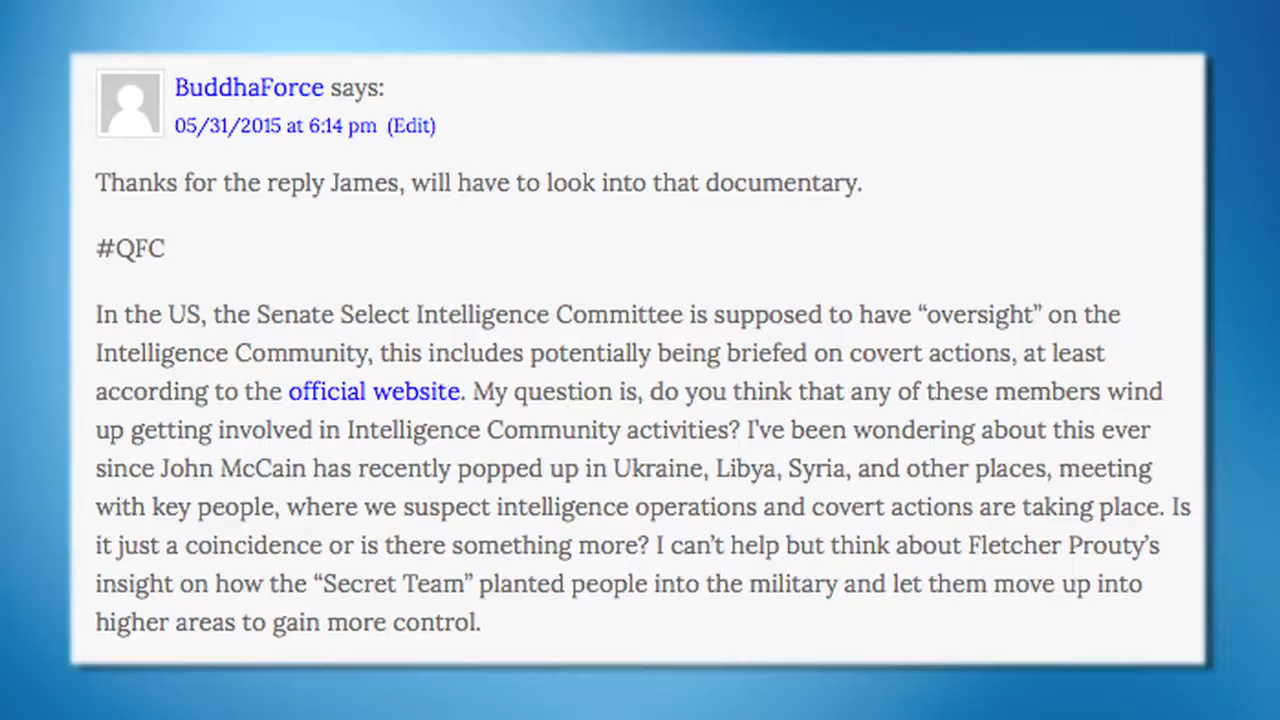 BuddhaForce says:
05/31/2015 at 6:14 pm (Edit)
Thanks for the reply James, will have to look into that documentary.
#QFC
In the US, the Senate Select Intelligence Committee is supposed to have “oversight” on the
Intelligence Community, this includes potentially being briefed on covert actions, at least
according to the official website. My question is, do you think that any of these members wind
up getting involved in Intelligence Community activities? I’ve been wondering about this ever
since John McCain has recently popped up in Ukraine, Libya, Syria, and other places, meeting
with key people, where we suspect intelligence operations and covert actions are taking place. Is
it just a coincidence or is there something more? I can’t help but think about Fletcher Prouty’s
insight on how the “Secret Team” planted people into the military and let them move up into
higher areas to gain more control.